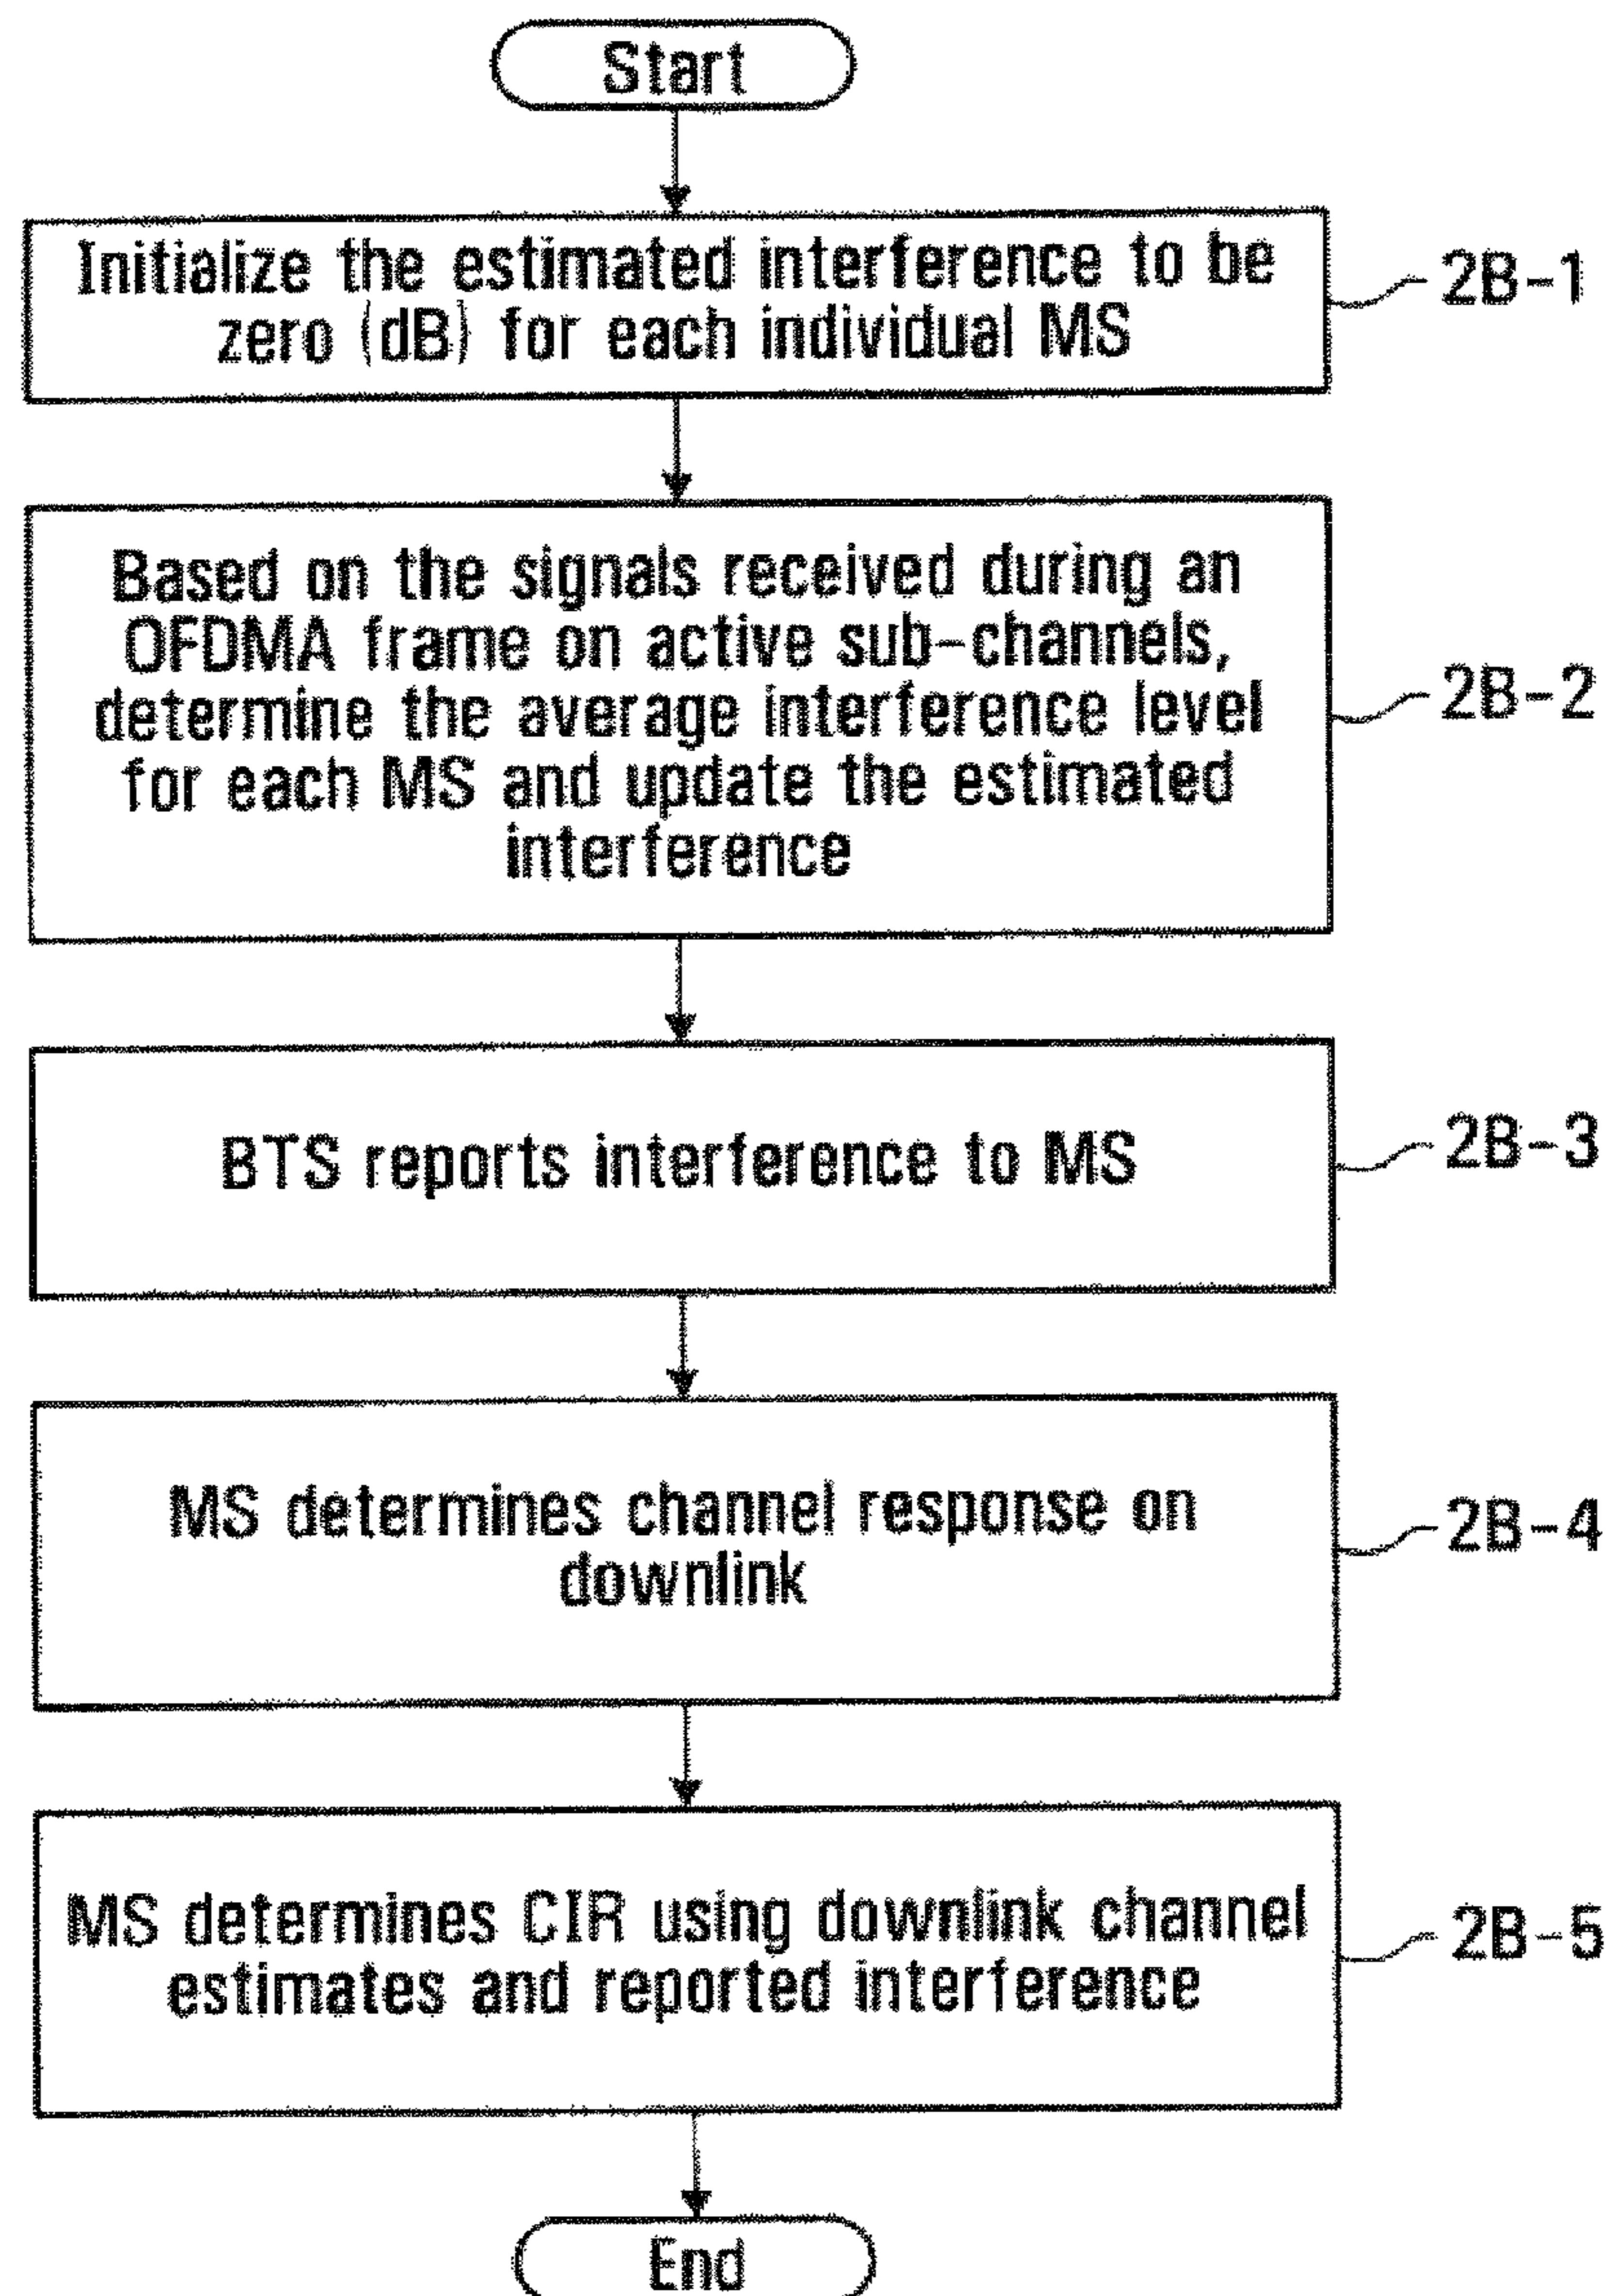 Start
Initialize the estimated interference to be
zero (dB) for each individual MS
2B-1
Based on the signals received during an
OFDMA frame on active sub-channels,
determine the average interference level
for each MS and update the estimated
interference
2B-2
BTS reports interference to MS
2B-3
MS determines channel response on
downlink
2B-4
MS determines CIR using downlink channel
estimates and reported interference
2B-5
End